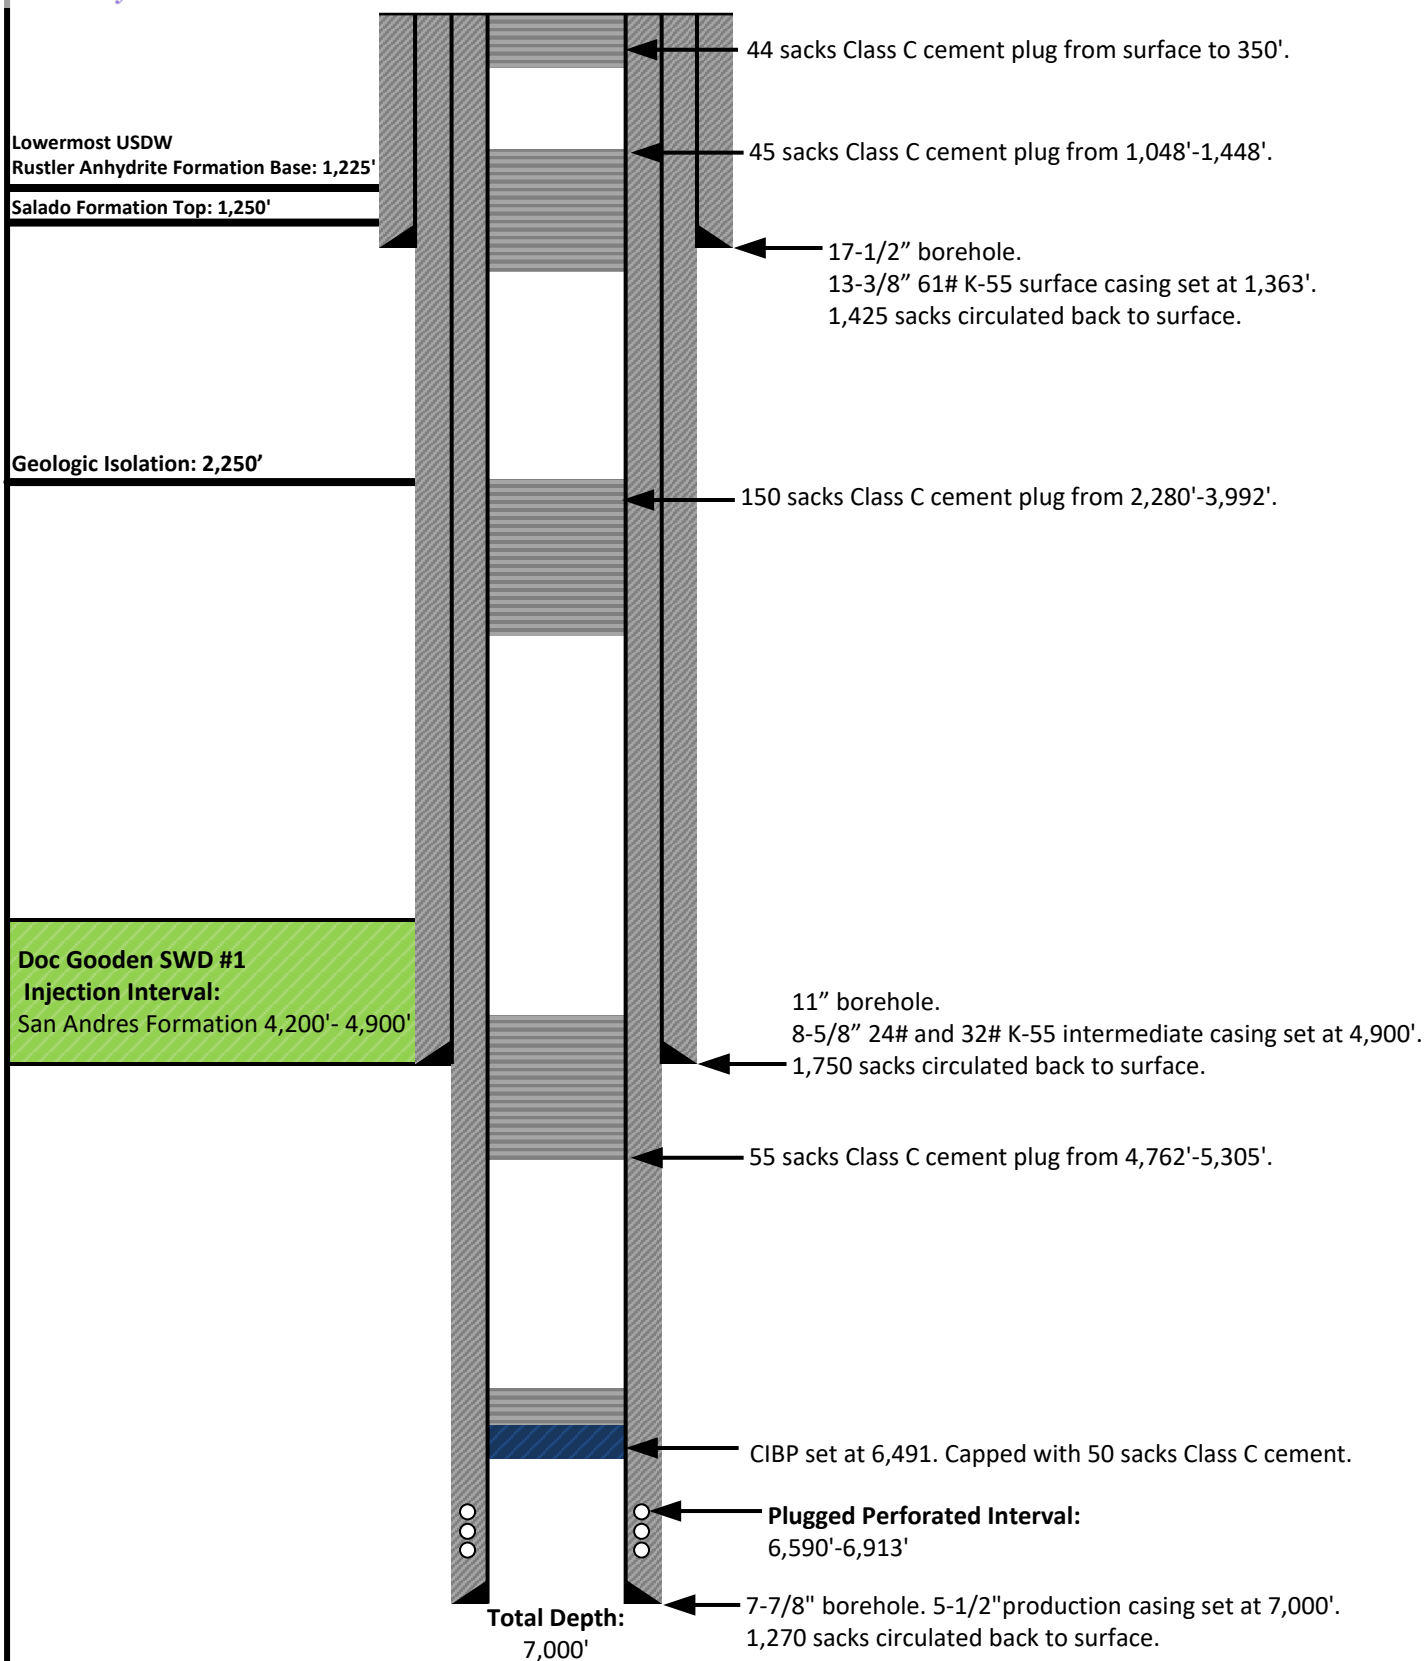 44 sacks Class C cement plug from surface to 350'.
Lowermost USDW
Rustler Anhydrite Formation Base: 1,225'
45 sacks Class C cement plug from 1,048'-1,448'.
Salado Formation Top: 1,250'
17-1/2” borehole.
13-3/8” 61# K-55 surface casing set at 1,363'.
1,425 sacks circulated back to surface.
Geologic Isolation: 2,250’
150 sacks Class C cement plug from 2,280'-3,992'.
Doc Gooden SWD #1
Injection Interval:
San Andres Formation 4,200'- 4,900'
11” borehole.
8-5/8” 24# and 32# K-55 intermediate casing set at 4,900'.
1,750 sacks circulated back to surface.
55 sacks Class C cement plug from 4,762'-5,305'.
CIBP set at 6,491. Capped with 50 sacks Class C cement.
Plugged Perforated Interval:
6,590'-6,913'
7-7/8" borehole. 5-1/2"production casing set at 7,000'.
1,270 sacks circulated back to surface.
Total Depth:
7,000'